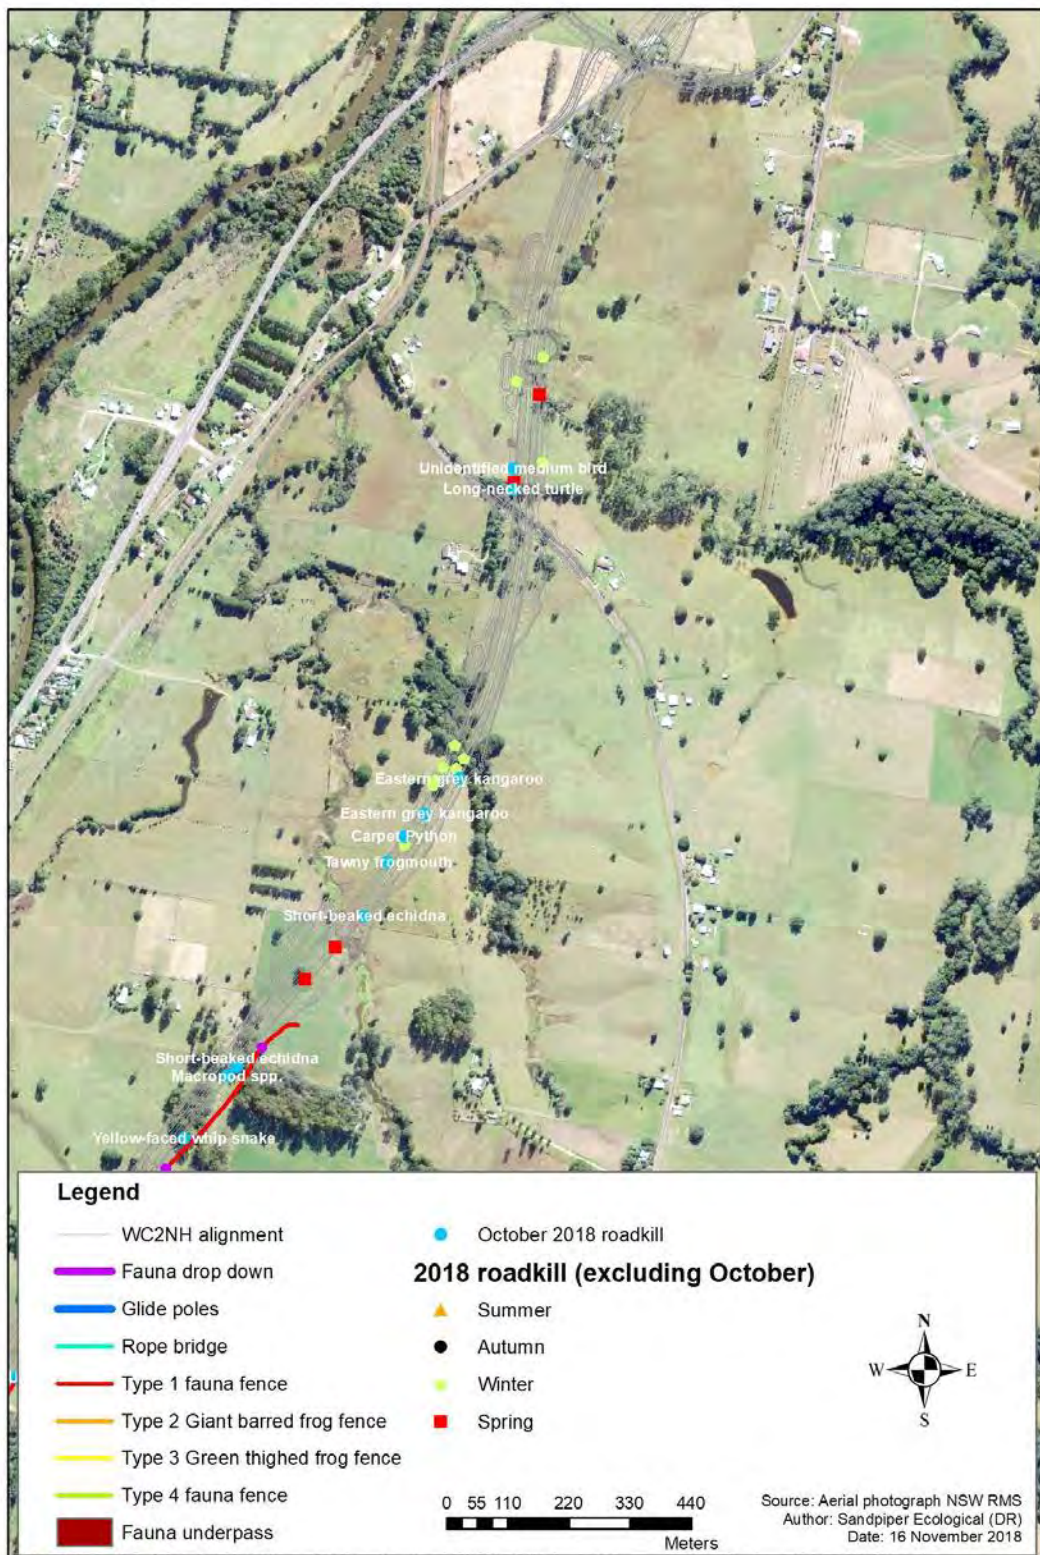 Unidentified medium bird
Long-necked turtle
Eastern grey kangaroo
Eastern grey kangaroo
Carpet Python
Tawny frogmouth
Short-beaked echidna
Short-beaked echidna
Macropod spp.
Yellow-faced whip snake
Legend
WC2NH alignment
Fauna drop down
Glide poles
Rope bridge
Type 1 fauna fence
Type 2 Giant barred frog fence
Type 3 Green thighed frog fence
Type 4 fauna fence
Fauna underpass
October 2018 roadkill
2018 roadkill (excluding October)
Summer
Autumn
Winter
Spring
N
W E
S
0 55 110 220 330 440
Meters
Source: Aerial photograph NSW RMS
Author: Sandpiper Ecological (DR)
Date: 16 November 2018